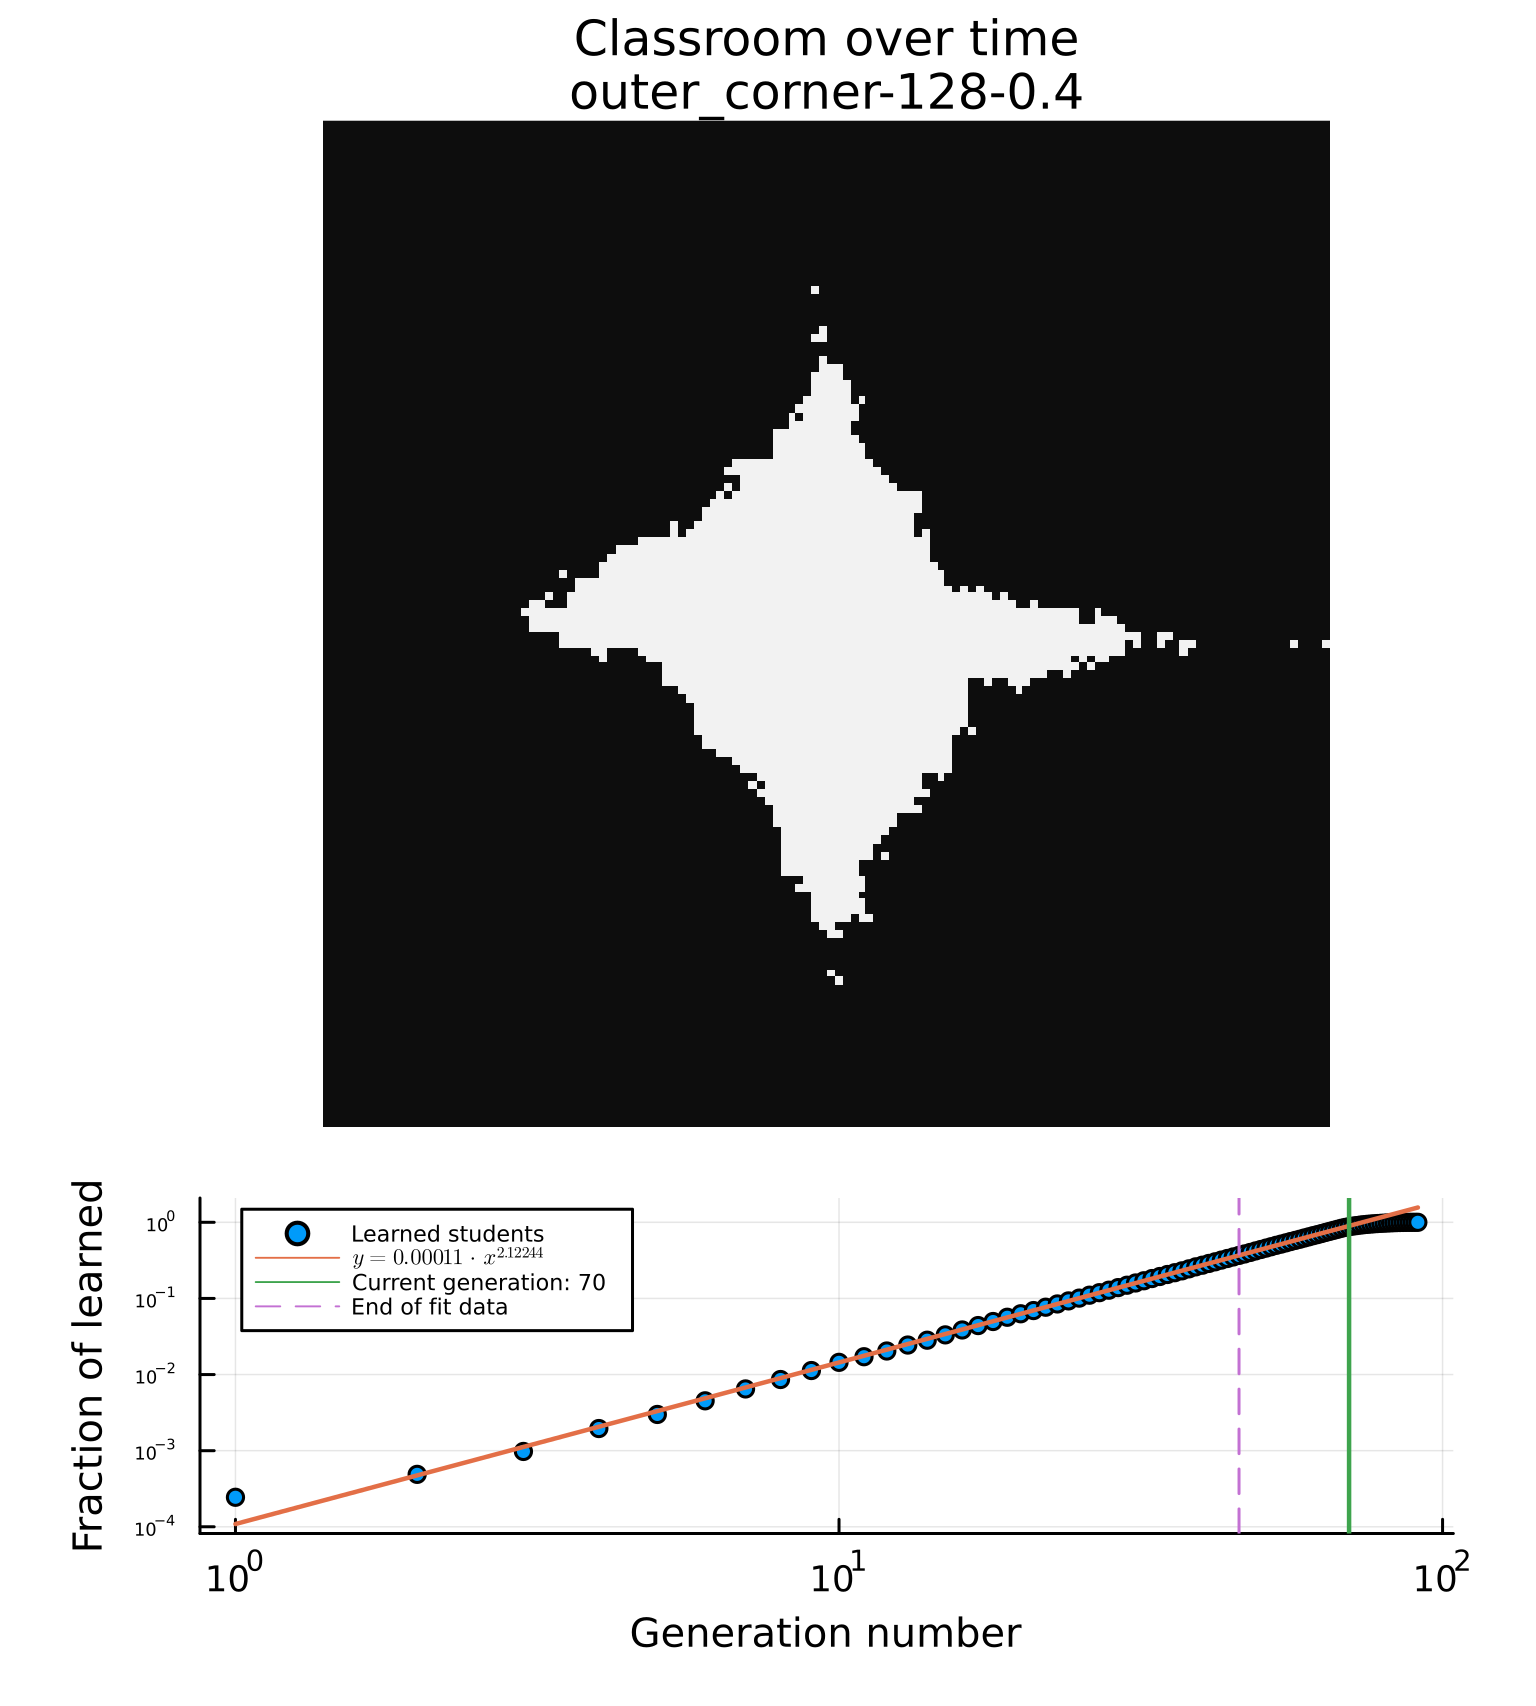 Classroom over time
outer_corner-128-0.4
Fraction of learned
10^0
10^-1
10^-2
10^-3
10^-4
Learned students
y = 0.00011 · x^2.12244
Current generation: 70
End of fit data
10^0
10^1
10^2
Generation number